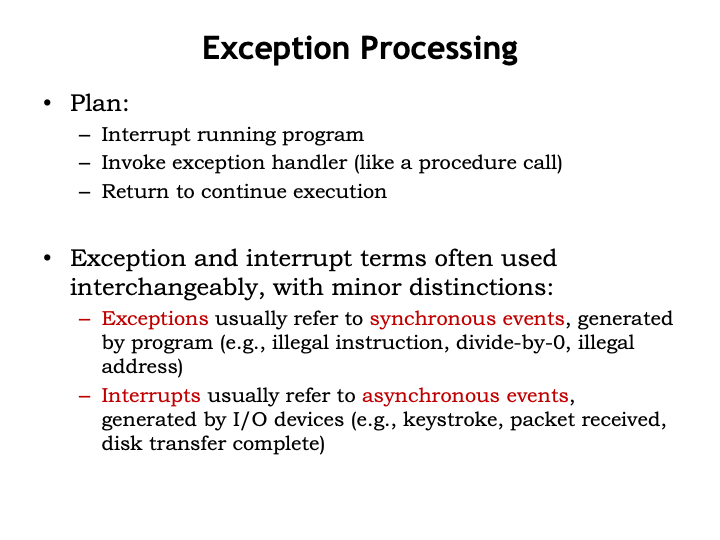 Exception Processing
• Plan:
– Interrupt running program
– Invoke exception handler (like a procedure call)
– Return to continue execution
• Exception and interrupt terms often used
interchangeably, with minor distinctions:
– Exceptions usually refer to synchronous events, generated
by program (e.g., illegal instruction, divide-by-0, illegal
address)
– Interrupts usually refer to asynchronous events,
generated by I/O devices (e.g., keystroke, packet received,
disk transfer complete)